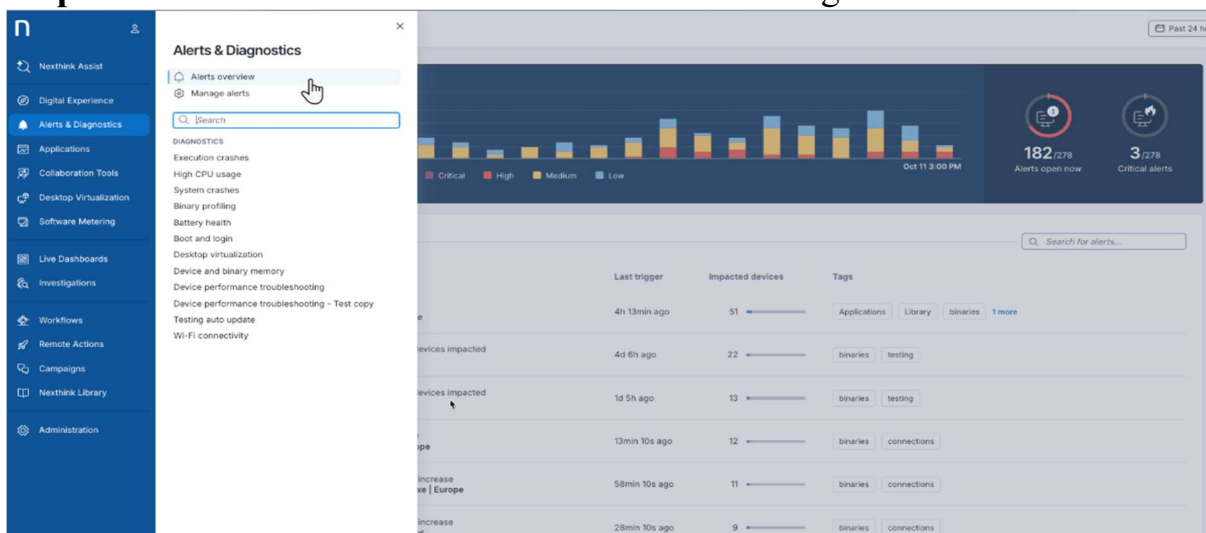 Nexthink Assist
Digital Experience
Alerts & Diagnostics
Applications
Collaboration Tools
Desktop Virtualization
Software Metering
Live Dashboards
Investigations
Workflows
Remote Actions
Campaigns
Nexthink Library
Administration
Alerts & Diagnostics
Alerts overview
Manage alerts
Search
DIAGNOSTICS
Execution crashes
High CPU usage
System crashes
Binary profiling
Battery health
Boot and login
Desktop virtualization
Device and binary memory
Device performance troubleshooting
Device performance troubleshooting - Test copy
Testing auto update
Wi-Fi connectivity
Past 24
Critical High Medium Low
Oct 11 3:00 PM
182/278
Alerts open now
3/278
Critical alerts
Search for alerts...
Last trigger Impacted devices Tags
4h 13min ago 51 Applications Library binaries 1 more
evices impacted
4d 6h ago 22 binaries testing
evices impacted
1d 5h ago 13 binaries testing
ope
13min 10s ago 12 binaries connections
increase
xe | Europe
58min 10s ago 11 binaries connections
increase
28min 10s ago 9 binaries connections